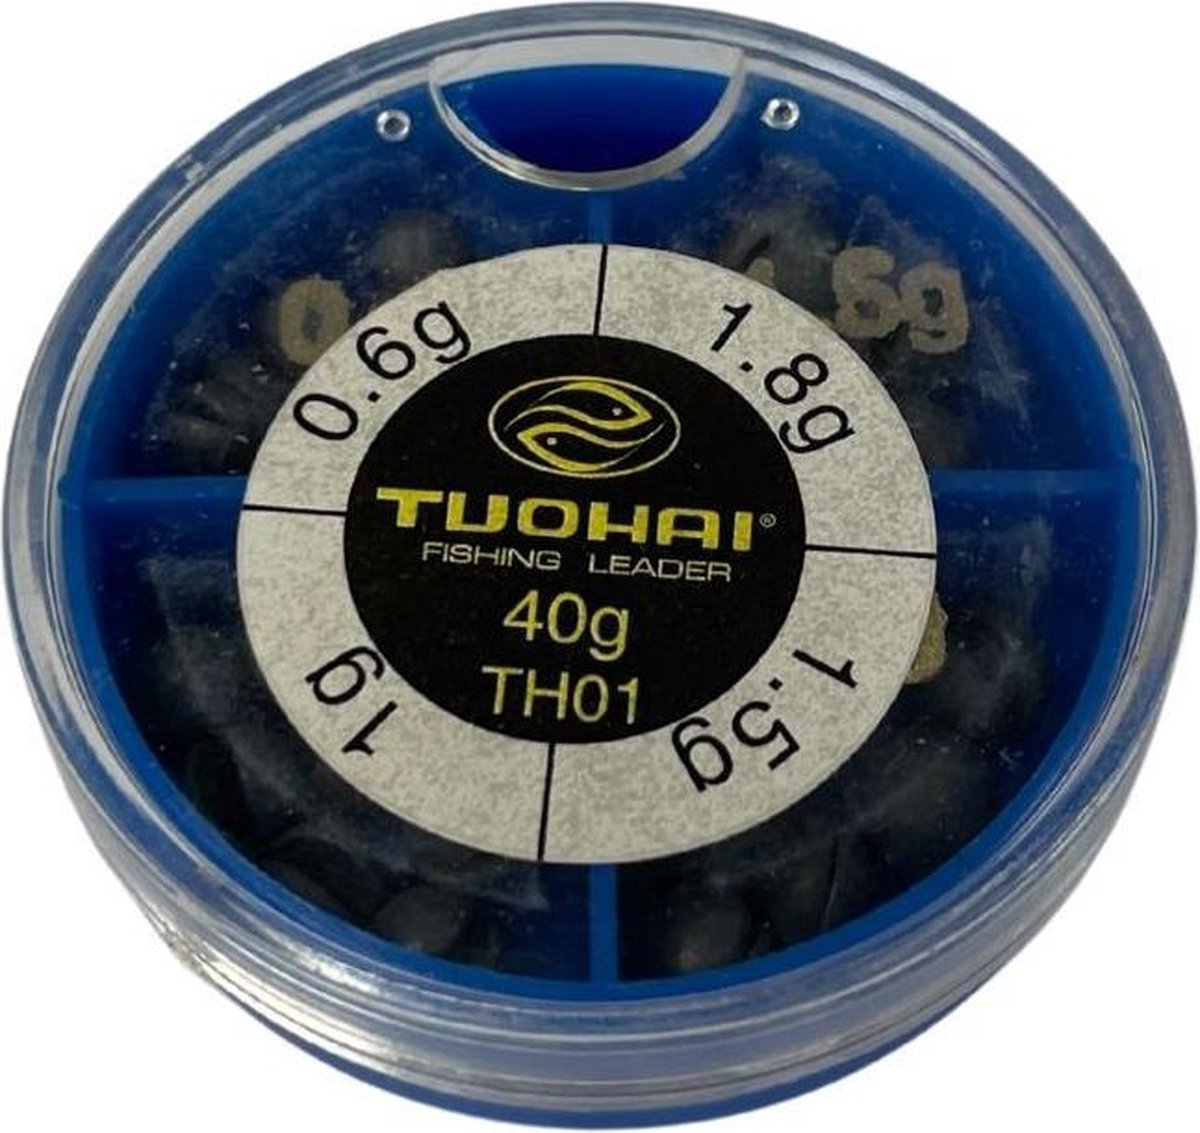 0.6g
1.8g
TUOHAI®
FISHING LEADER
40g
TH01
1g
1.5g